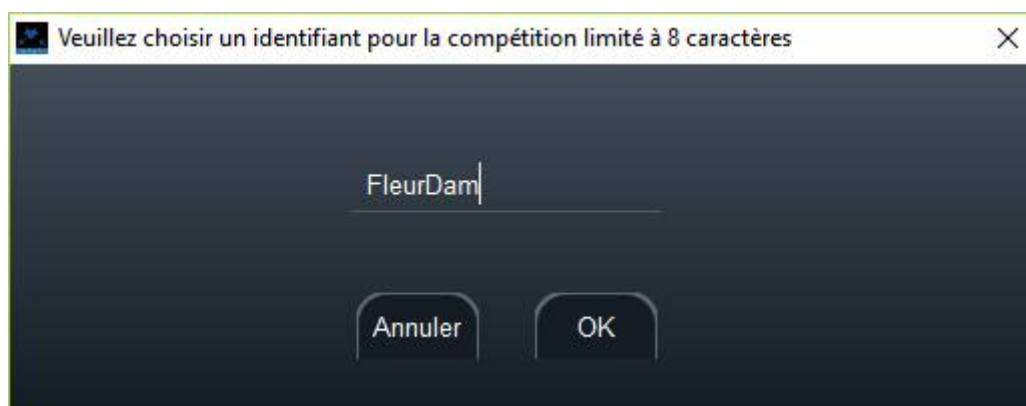 Veuillez choisir un identifiant pour la compétition limité à 8 caractères
FleurDam
Annuler
OK